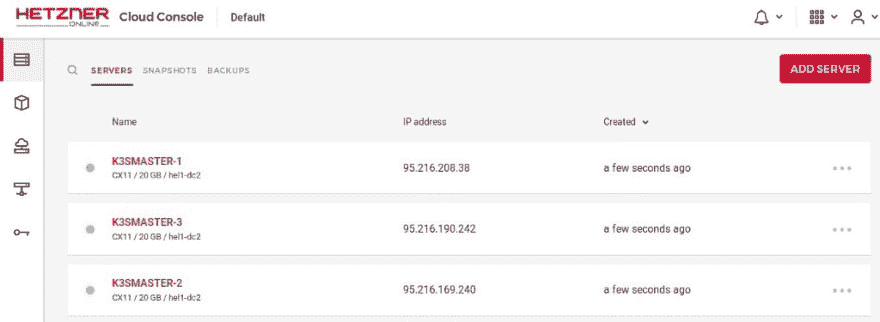 HETZNER
ONLINE
Cloud Console
Default
SERVERS SNAPSHOTS BACKUPS
ADD SERVER
Name IP address Created
K3SMASTER-1 95.216.208.38 a few seconds ago
CX11 / 20 GB / hel1-dc2
K3SMASTER-3 95.216.190.242 a few seconds ago
CX11 / 20 GB / hel1-dc2
K3SMASTER-2 95.216.169.240 a few seconds ago
CX11 / 20 GB / hel1-dc2